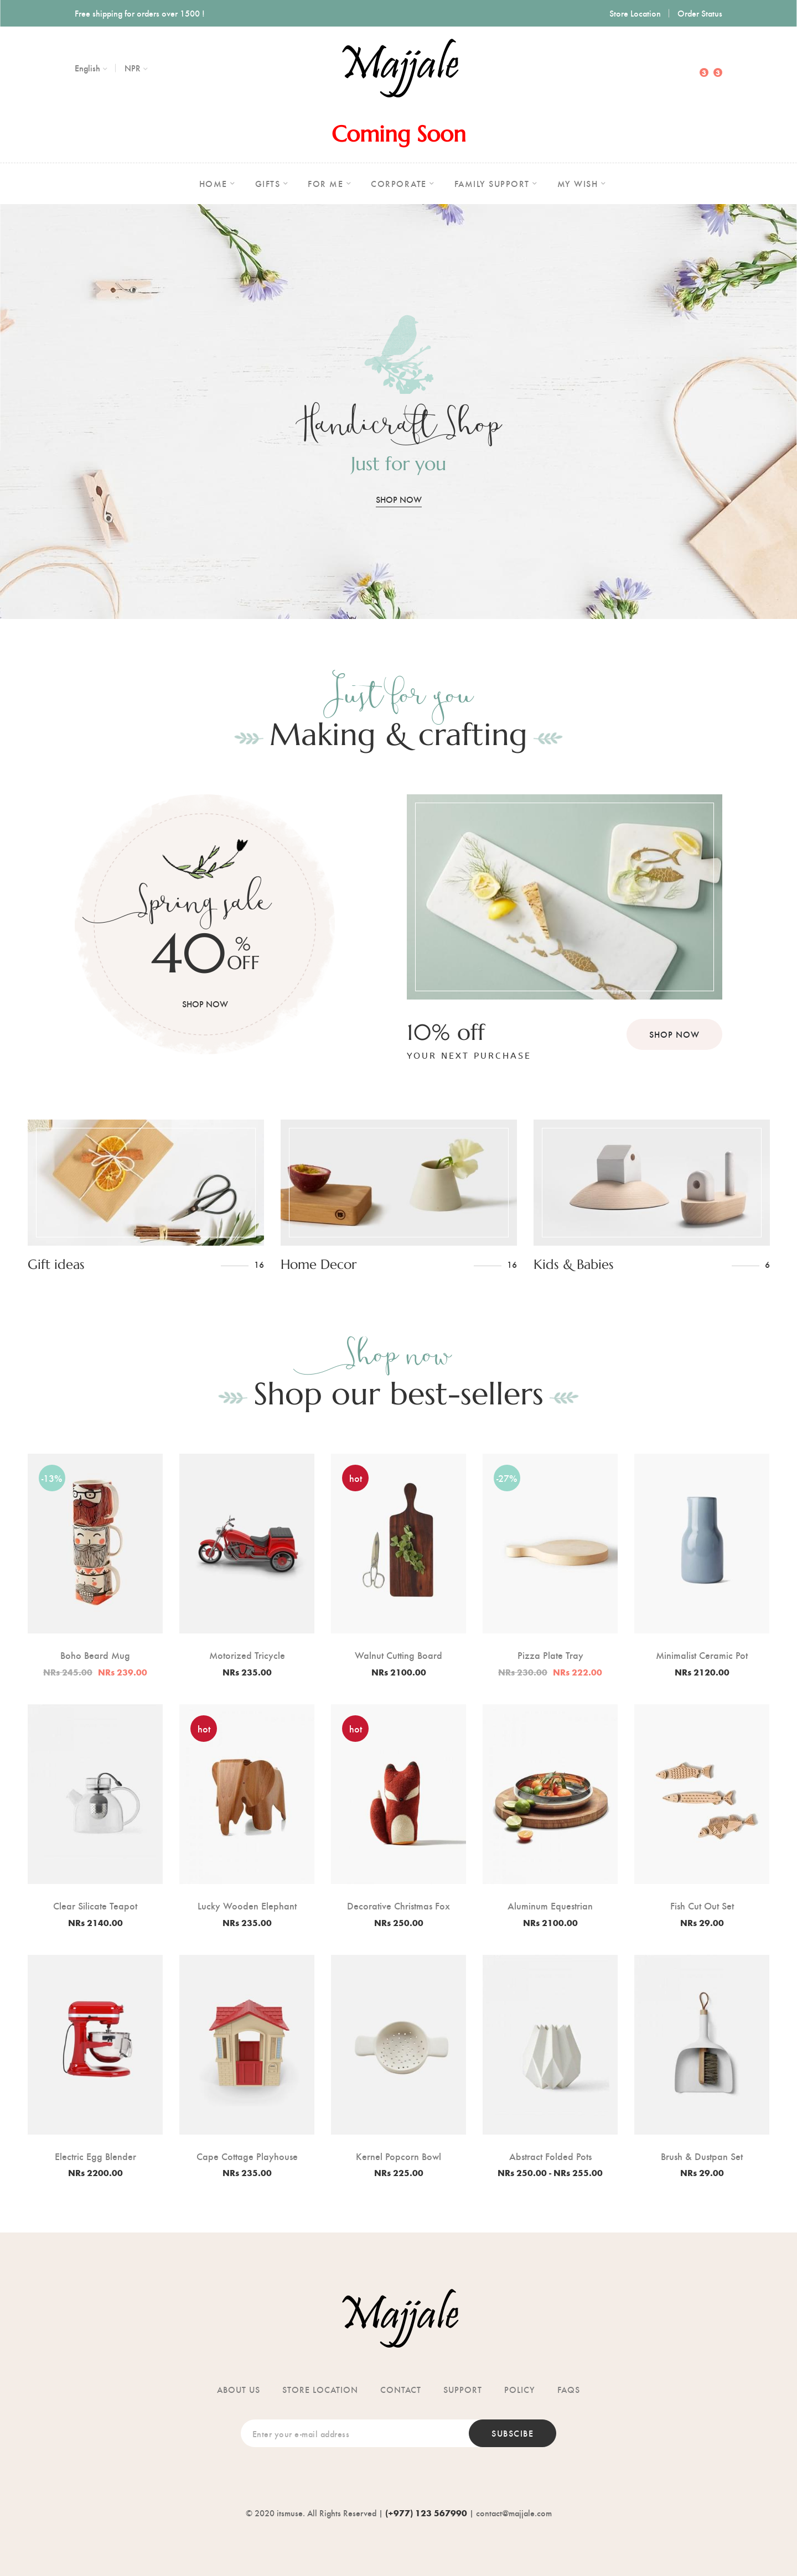 Free shipping for orders over 1500 !
Store Location
Order Status
English
NPR
Majjale
3
3
Coming Soon
HOME
GIFTS
FOR ME
CORPORATE
FAMILY SUPPORT
MY WISH
Handicraft Shop
Just for you
SHOP NOW
Just for you
Making & crafting
Spring sale
40% OFF
SHOP NOW
10% off
YOUR NEXT PURCHASE
SHOP NOW
Gift ideas
16
Home Decor
16
Kids & Babies
6
Shop now
Shop our best-sellers
-13%
hot
-27%
Boho Beard Mug
NRs 245.00 NRs 239.00
Motorized Tricycle
NRs 235.00
Walnut Cutting Board
NRs 2100.00
Pizza Plate Tray
NRs 230.00 NRs 222.00
Minimalist Ceramic Pot
NRs 2120.00
hot
hot
Clear Silicate Teapot
NRs 2140.00
Lucky Wooden Elephant
NRs 235.00
Decorative Christmas Fox
NRs 250.00
Aluminum Equestrian
NRs 2100.00
Fish Cut Out Set
NRs 29.00
Electric Egg Blender
NRs 2200.00
Cape Cottage Playhouse
NRs 235.00
Kernel Popcorn Bowl
NRs 225.00
Abstract Folded Pots
NRs 250.00 - NRs 255.00
Brush & Dustpan Set
NRs 29.00
Majjale
ABOUT US
STORE LOCATION
CONTACT
SUPPORT
POLICY
FAQS
Enter your e-mail address
SUBSCIBE
© 2020 itsmuse. All Rights Reserved | (+977) 123 567990 | contact@majjale.com